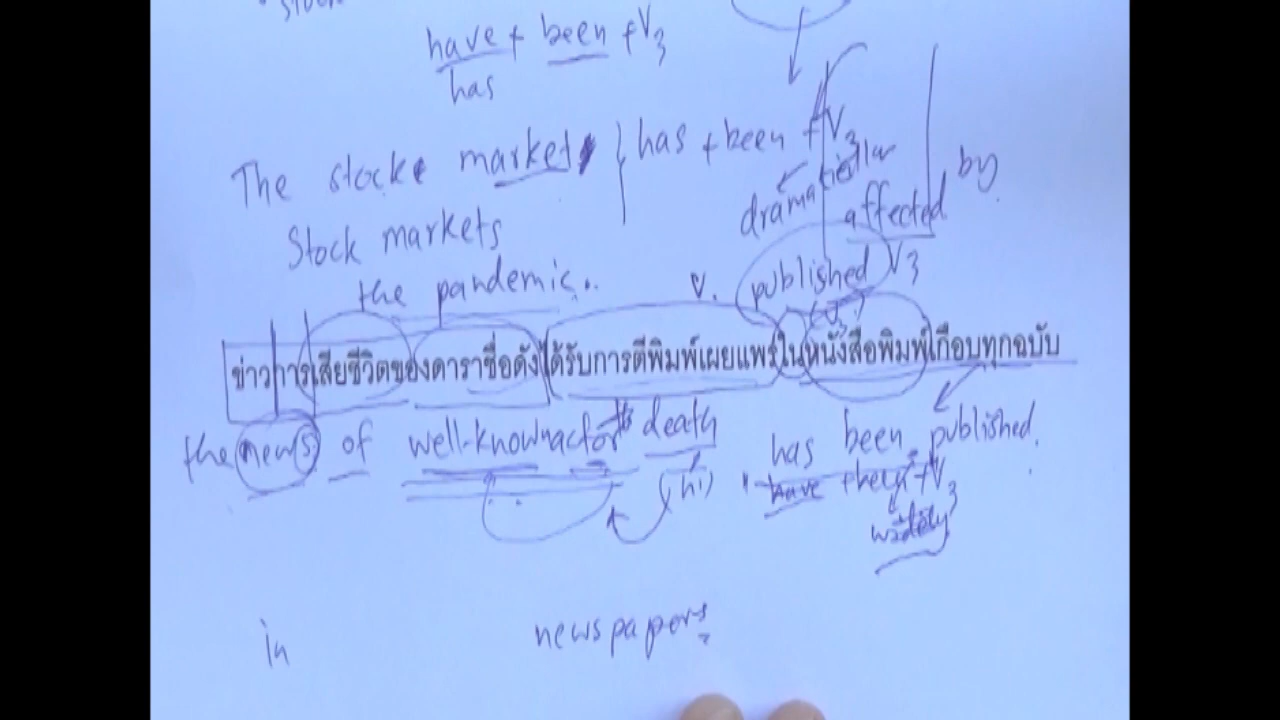 have + been + V3
has
The stock market } has + been + V3
dramatically affected by
Stock markets
the pandemic.. v. published V3
(V3)
ข่าวการเสียชีวิตของดาราชื่อดังได้รับการตีพิมพ์เผยแพร่ในหนังสือพิมพ์เกือบทุกฉบับ
the news of well-known actor's death has been published.
have + been + V3
widely
in newspapers